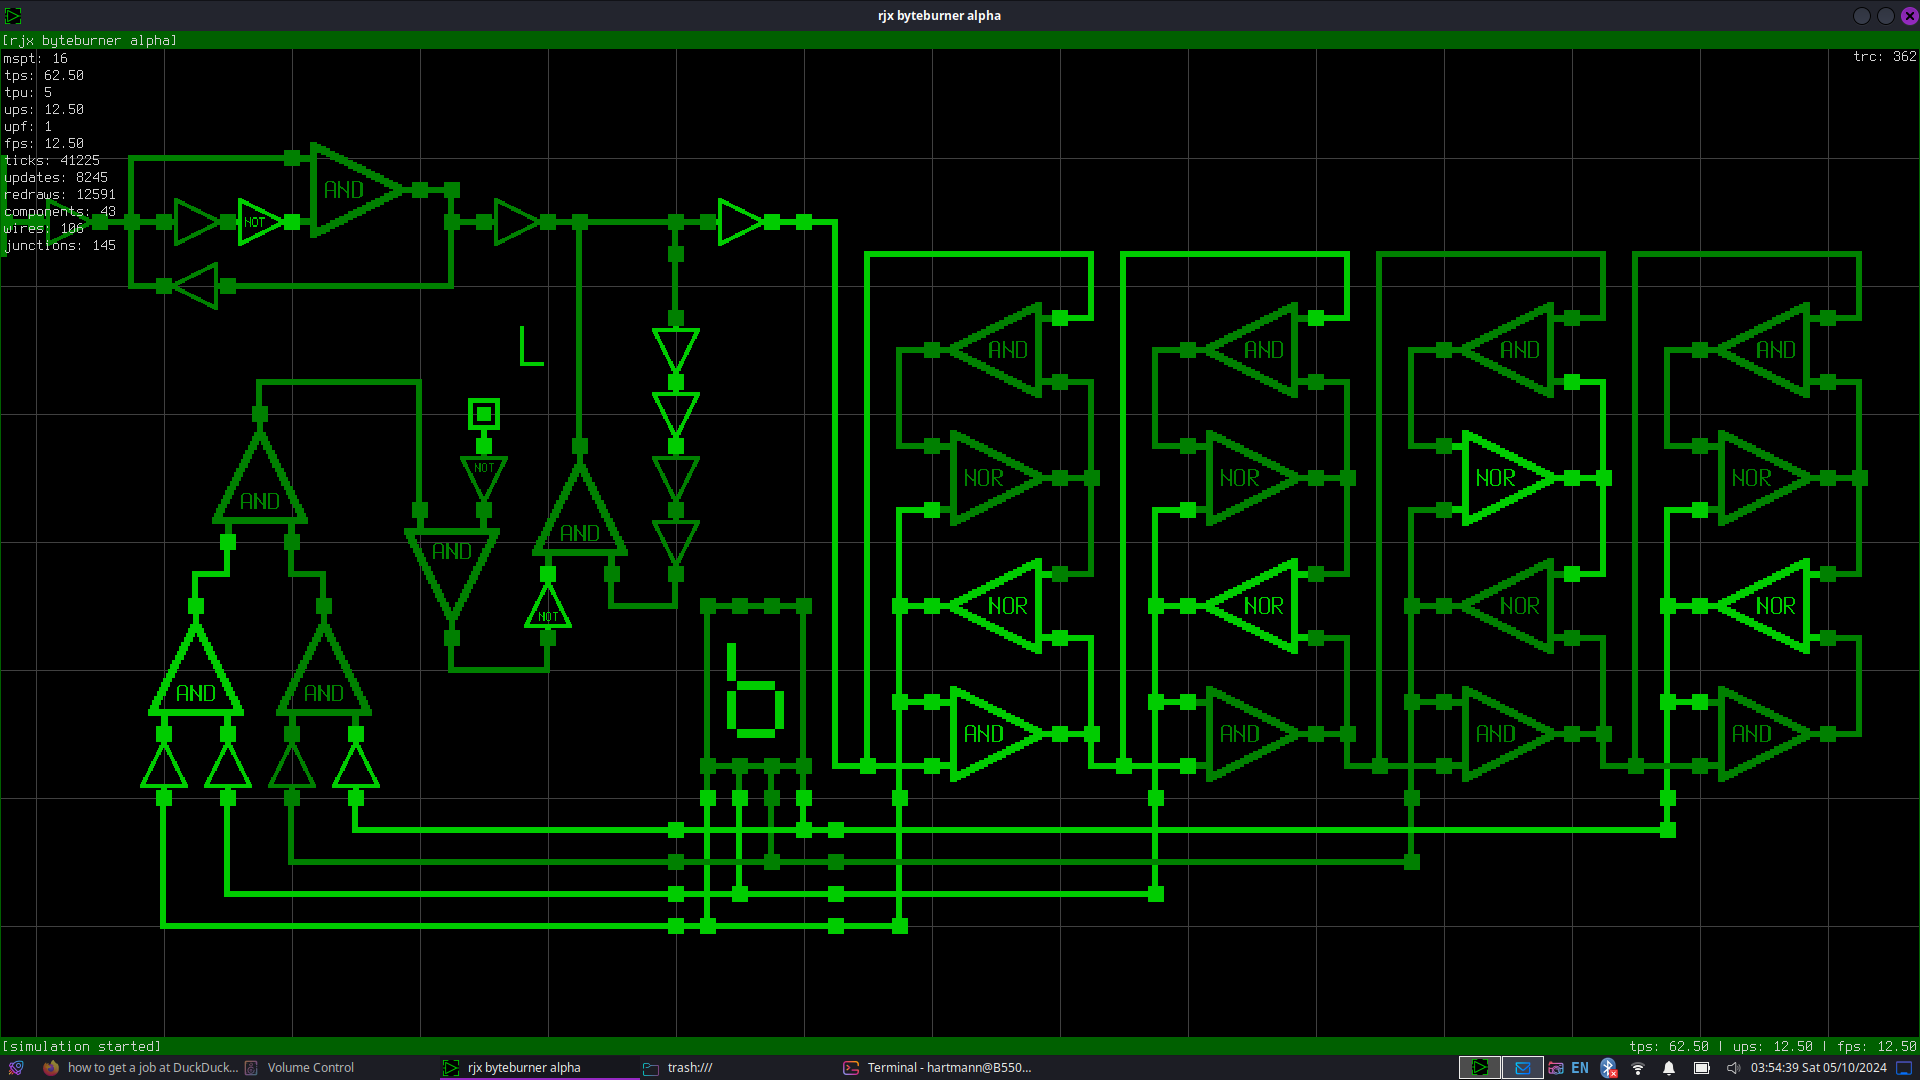 rjx byteburner alpha
[rjx byteburner alpha]
mspt: 16
trc: 362
tps: 62.50
tpu: 5
ups: 12.50
upf: 1
fps: 12.50
ticks: 41225
updates: 8245
redraws: 12591
components: 43
wires: 106
junctions: 145
AND
NOT
L
AND AND AND AND
NOT
NOR NOR NOR NOR
AND
AND
AND
NOT
NOR NOR NOR NOR
AND AND
b
AND AND AND AND
[simulation started]
tps: 62.50 | ups: 12.50 | fps: 12.50
how to get a job at DuckDuck...
Volume Control
rjx byteburner alpha
trash:///
Terminal - hartmann@B550...
EN
03:54:39 Sat 05/10/2024